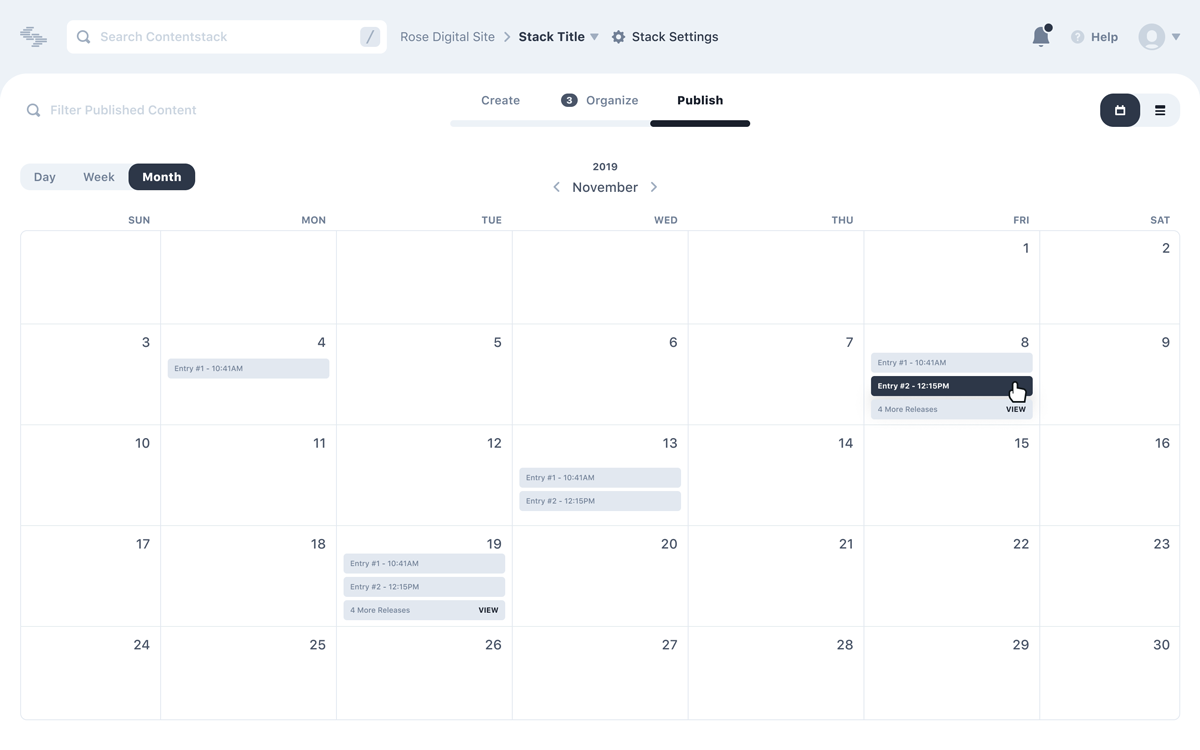 Search Contentstack / Rose Digital Site Stack Title Stack Settings ? Help
Filter Published Content Create 3 Organize Publish
2019
Day Week Month November
SUN MON TUE WED THU FRI SAT
1 2
3 4 5 6 7 8 9
Entry #1 - 10:41AM
Entry #1 - 10:41AM
Entry #2 - 12:15PM
4 More Releases VIEW
10 11 12 13 14 15 16
Entry #1 - 10:41AM
Entry #2 - 12:15PM
17 18 19 20 21 22 23
Entry #1 - 10:41AM
Entry #2 - 12:15PM
4 More Releases VIEW
24 25 26 27 28 29 30